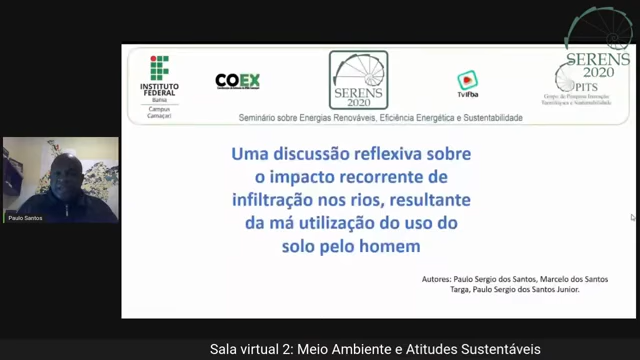 INSTITUTO
FEDERAL
Bahia
Campus
Camaçari
COEX
SERENS
2020
TVifba
SERENS
2020
PITS
Seminário sobre Energias Renováveis, Eficiência Energética e Sustentabilidade
Uma discussão reflexiva sobre
o impacto recorrente de
infiltração nos rios, resultante
da má utilização do uso do
solo pelo homem
Autores: Paulo Sergio dos Santos, Marcelo dos Santos
Targa, Paulo Sergio dos Santos Junior.
Paulo Santos
Sala virtual 2: Meio Ambiente e Atitudes Sustentáveis